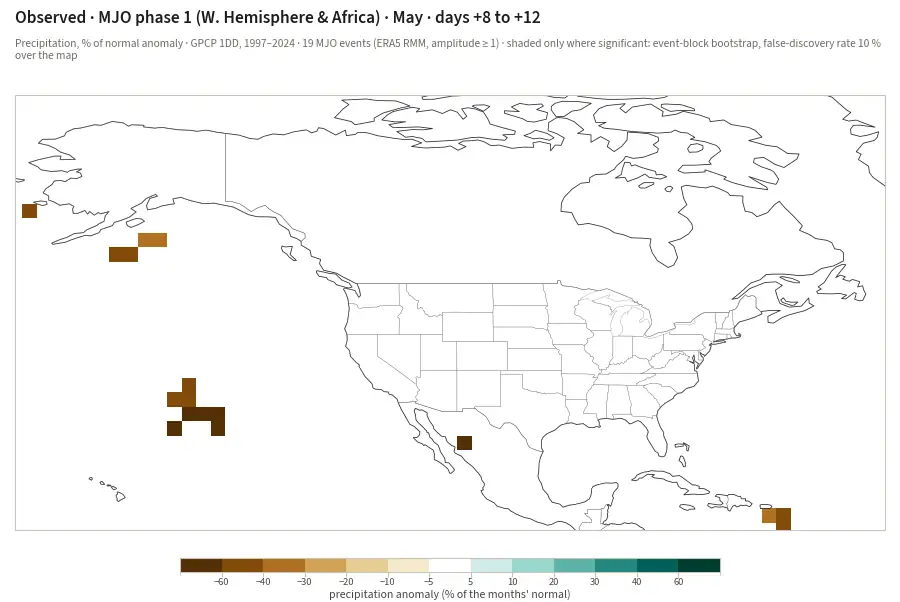 Observed · MJO phase 1 (W. Hemisphere & Africa) · May · days +8 to +12
Precipitation, % of normal anomaly · GPCP 1DD, 1997–2024 · 19 MJO events (ERA5 RMM, amplitude ≥ 1) · shaded only where significant: event-block bootstrap, false-discovery rate 10 %
over the map
−60 −40 −30 −20 −10 −5 5 10 20 30 40 60
precipitation anomaly (% of the months' normal)